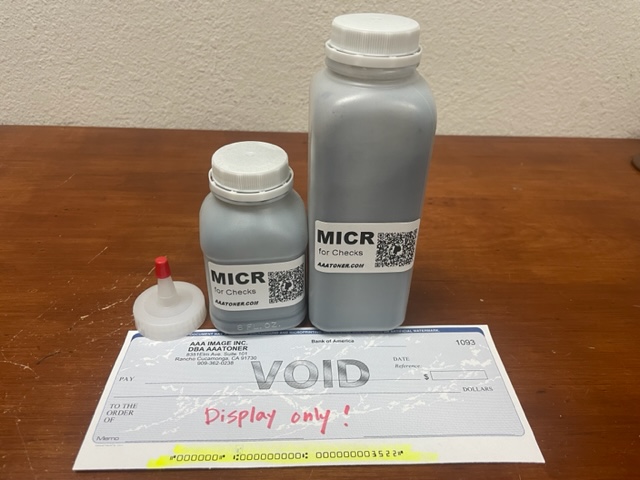 MICR
for Checks
AAATONER.COM
MICR
for Checks
AAATONER.COM
AAA IMAGE INC.
DBA AAATONER
Rancho Cucamonga, CA 91730
Bank of America
1093
DATE
Reference
VOID
PAY
$
DOLLARS
TO THE
ORDER
OF
Display only!
Memo